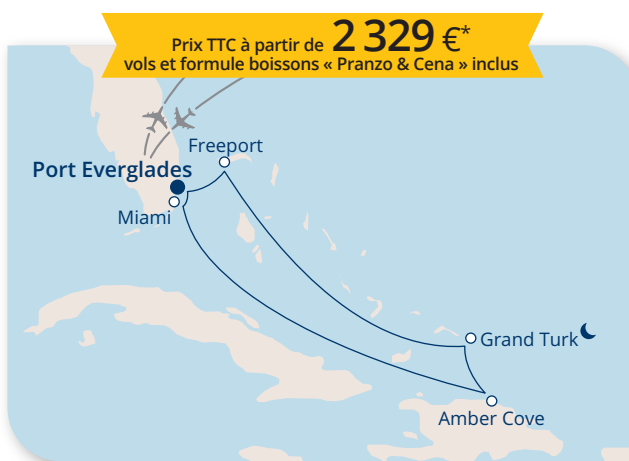 Prix TTC à partir de 2 329 €*
vols et formule boissons « Pranzo & Cena » inclus
Freeport
Port Everglades
Miami
Grand Turk
Amber Cove